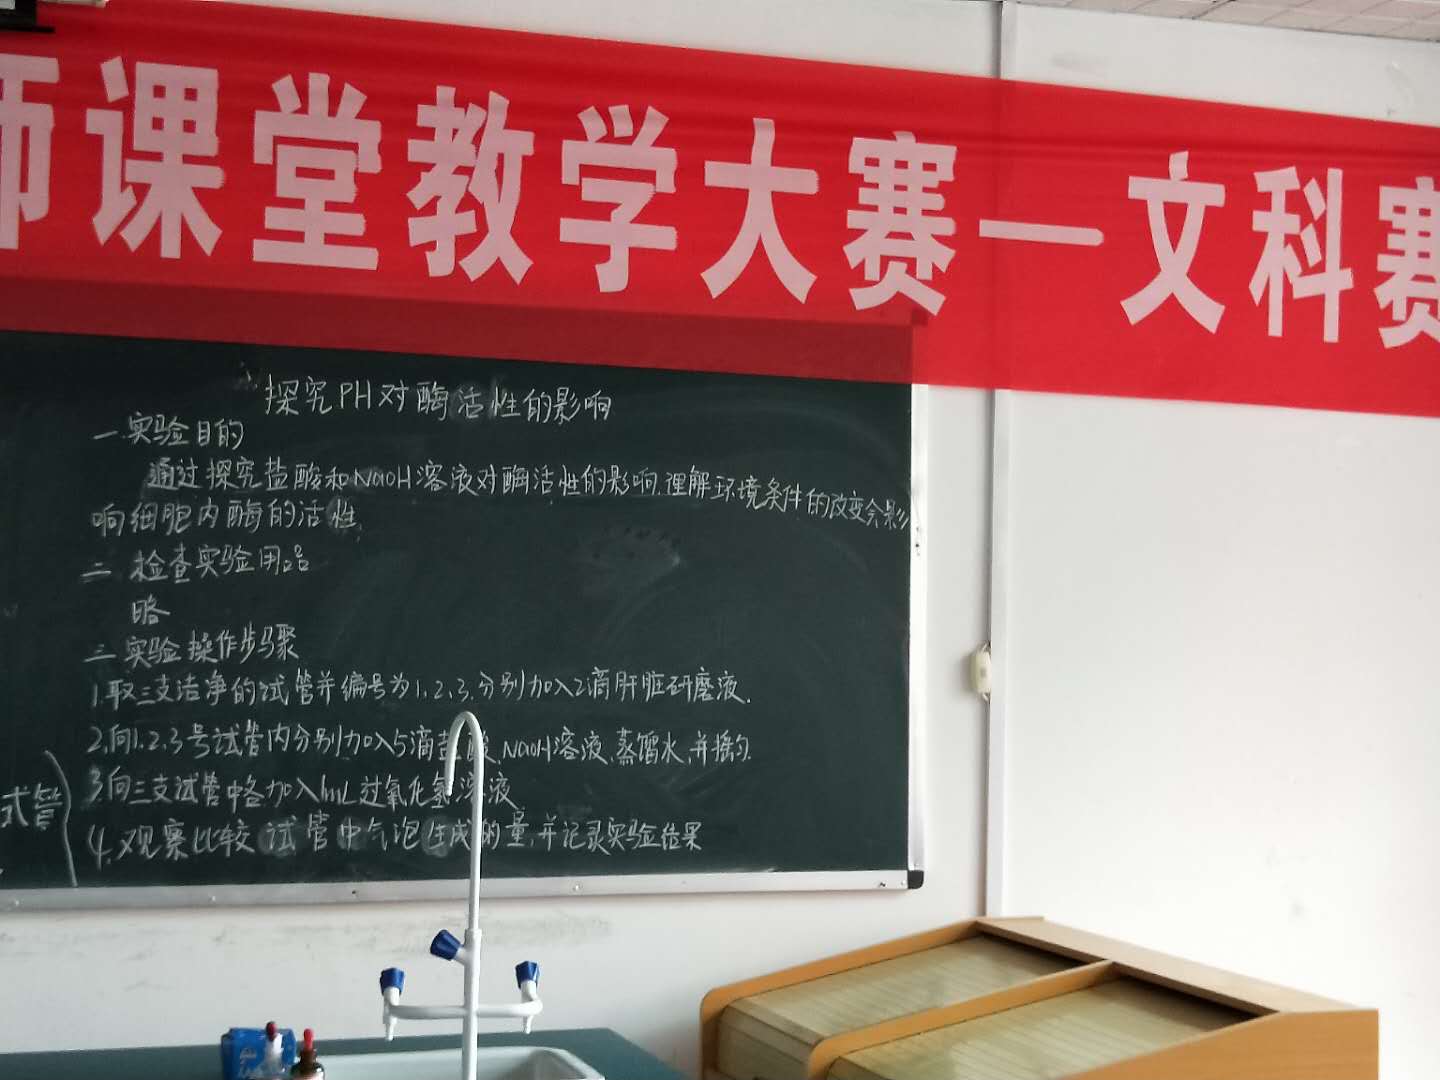 师课堂教学大赛一文科赛
探究PH对酶活性的影响
一.实验目的
通过探究盐酸和NaOH溶液对酶活性的影响.理解环境条件的改变会影
响细胞内酶的活性.
二 检查实验用品
略
三 实验操作步骤
1.取三支洁净的试管并编号为1.2.3.分别加入2滴肝脏研磨液.
2.向1.2.3号试管内分别加入5滴盐酸.NaOH溶液.蒸馏水,并摇匀.
3.向三支试管中各加入1mL过氧化氢溶液
4.观察比较试管中气泡生成的量,并记录实验结果
试管